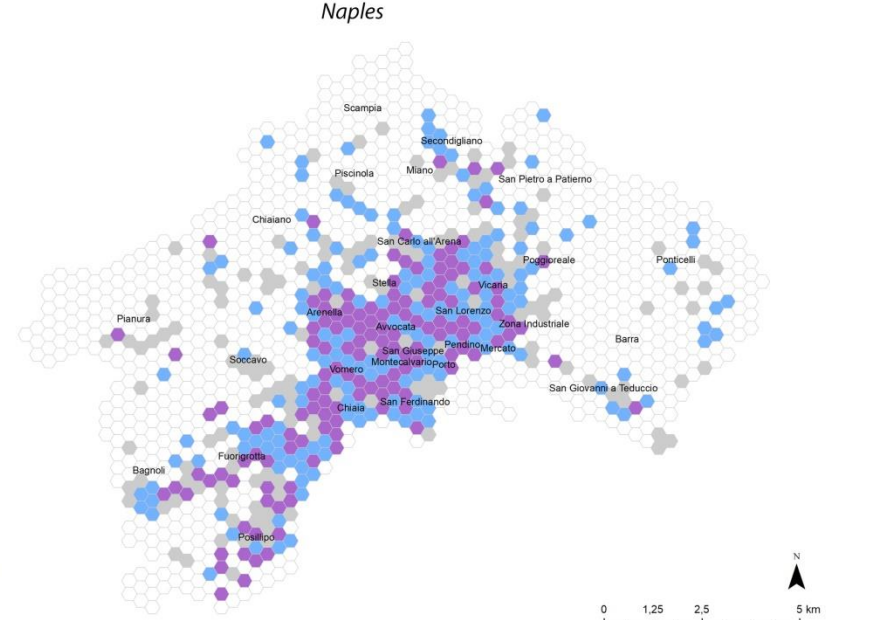 Naples
Scampia
Secondigliano
Piscinola
Miano
San Pietro a Patierno
Chiaiano
San Carlo all'Arena
Poggioreale
Ponticelli
Stella
Vicaria
Arenella
San Lorenzo
Pianura
Avvocata
Zona Industriale
Barra
Pendino
Mercato
San Giuseppe
Soccavo
Montecalvario
Porto
Vomero
San Giovanni a Teduccio
Chiaia
San Ferdinando
Fuorigrotta
Bagnoli
Posillipo
N
0 1,25 2,5 5 km